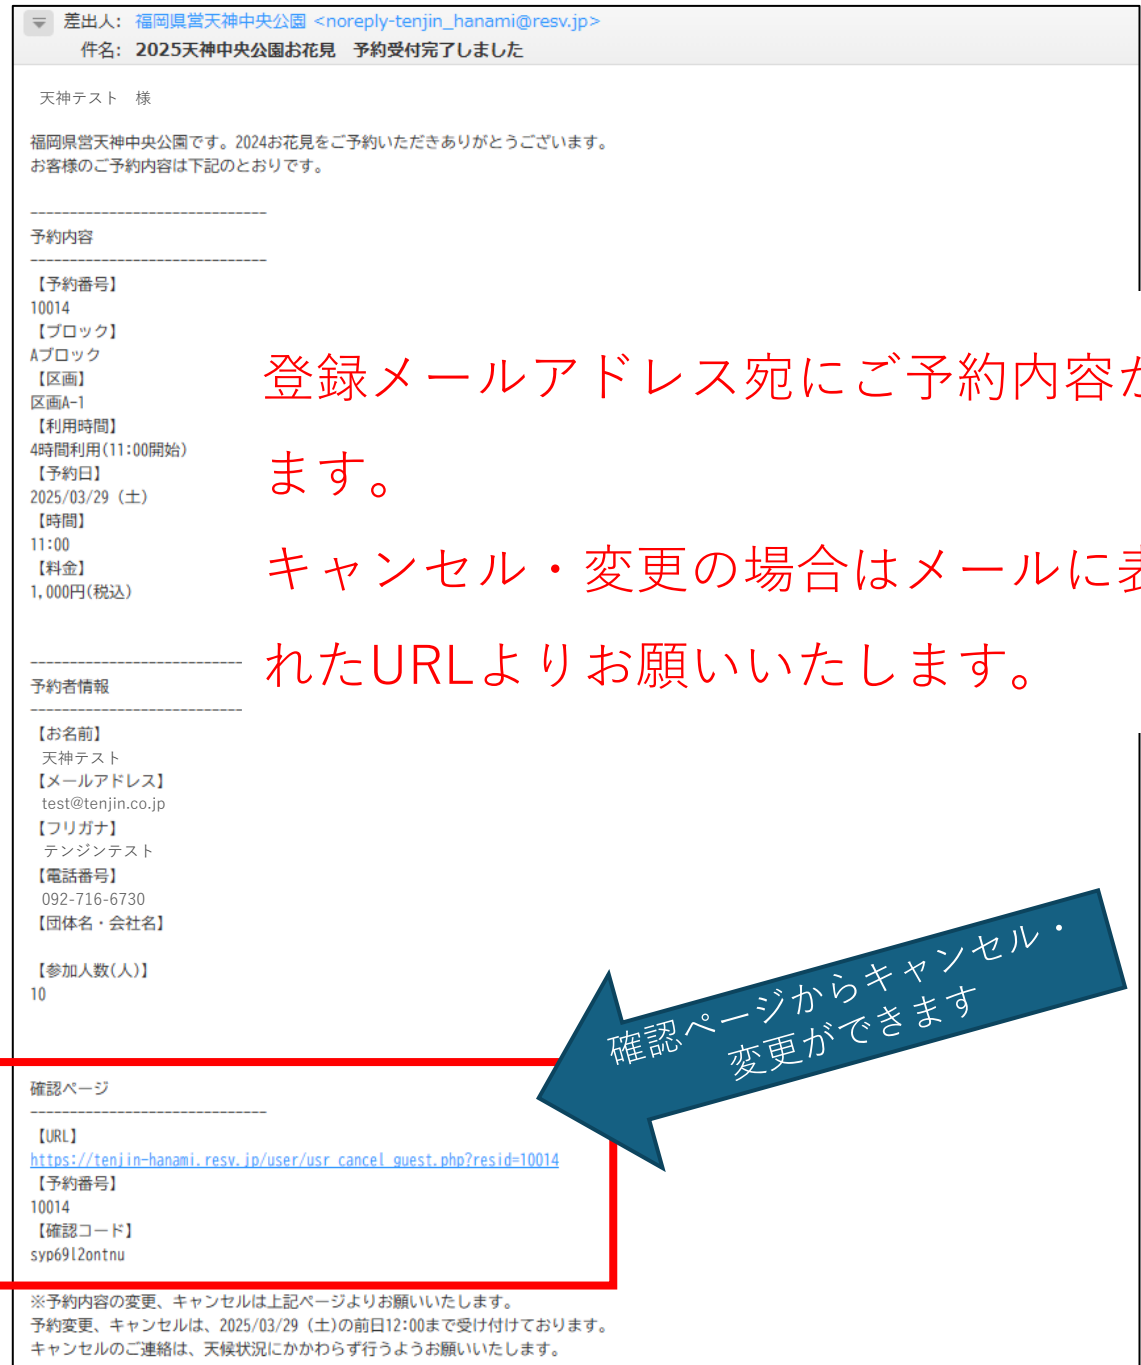 差出人: 福岡県営天神中央公園 <noreply-tenjin_hanami@resv.jp>
件名: 2025天神中央公園お花見　予約受付完了しました
天神テスト　様
福岡県営天神中央公園です。2024お花見をご予約いただきありがとうございます。
お客様のご予約内容は下記のとおりです。
------------------------------
予約内容
------------------------------
【予約番号】
10014
【ブロック】
Aブロック
【区画】
区画A-1
【利用時間】
4時間利用(11:00開始)
【予約日】
2025/03/29（土）
【時間】
11:00
【料金】
1,000円(税込)
登録メールアドレス宛にご予約内容が
ます。
キャンセル・変更の場合はメールに表
れたURLよりお願いいたします。
---------------------------
予約者情報
---------------------------
【お名前】
天神テスト
【メールアドレス】
test@tenjin.co.jp
【フリガナ】
テンジンテスト
【電話番号】
092-716-6730
【団体名・会社名】
【参加人数(人)】
10
確認ページからキャンセル・
変更ができます
確認ページ
------------------------------
【URL】
https://tenjin-hanami.resv.jp/user/usr_cancel_guest.php?resid=10014
【予約番号】
10014
【確認コード】
syp69l2ontnu
※予約内容の変更、キャンセルは上記ページよりお願いいたします。
予約変更、キャンセルは、2025/03/29（土)の前日12:00まで受け付けております。
キャンセルのご連絡は、天候状況にかかわらず行うようお願いいたします。